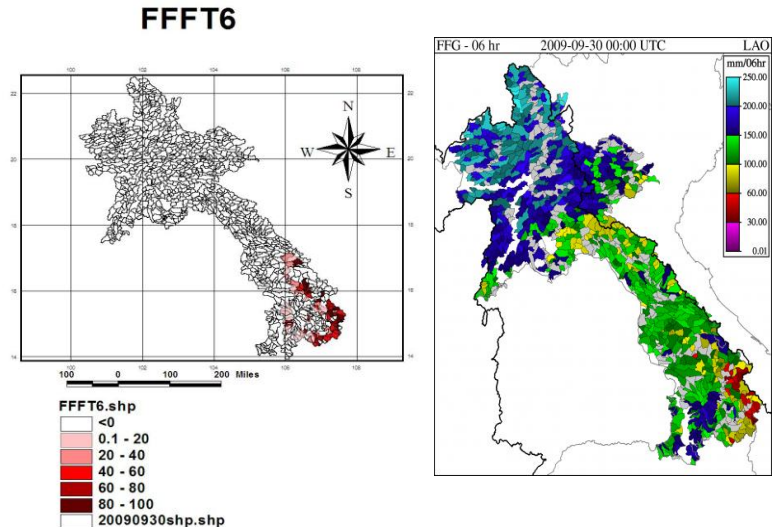 FFFT6
100 102 104 106 108
22
20
18
16
14
N
W E
S
100 0 100 200 Miles
FFFT6.shp
<0
0.1 - 20
20 - 40
40 - 60
60 - 80
80 - 100
20090930shp.shp
FFG - 06 hr 2009-09-30 00:00 UTC LAO
mm/06hr
250.00
200.00
150.00
100.00
60.00
30.00
0.01